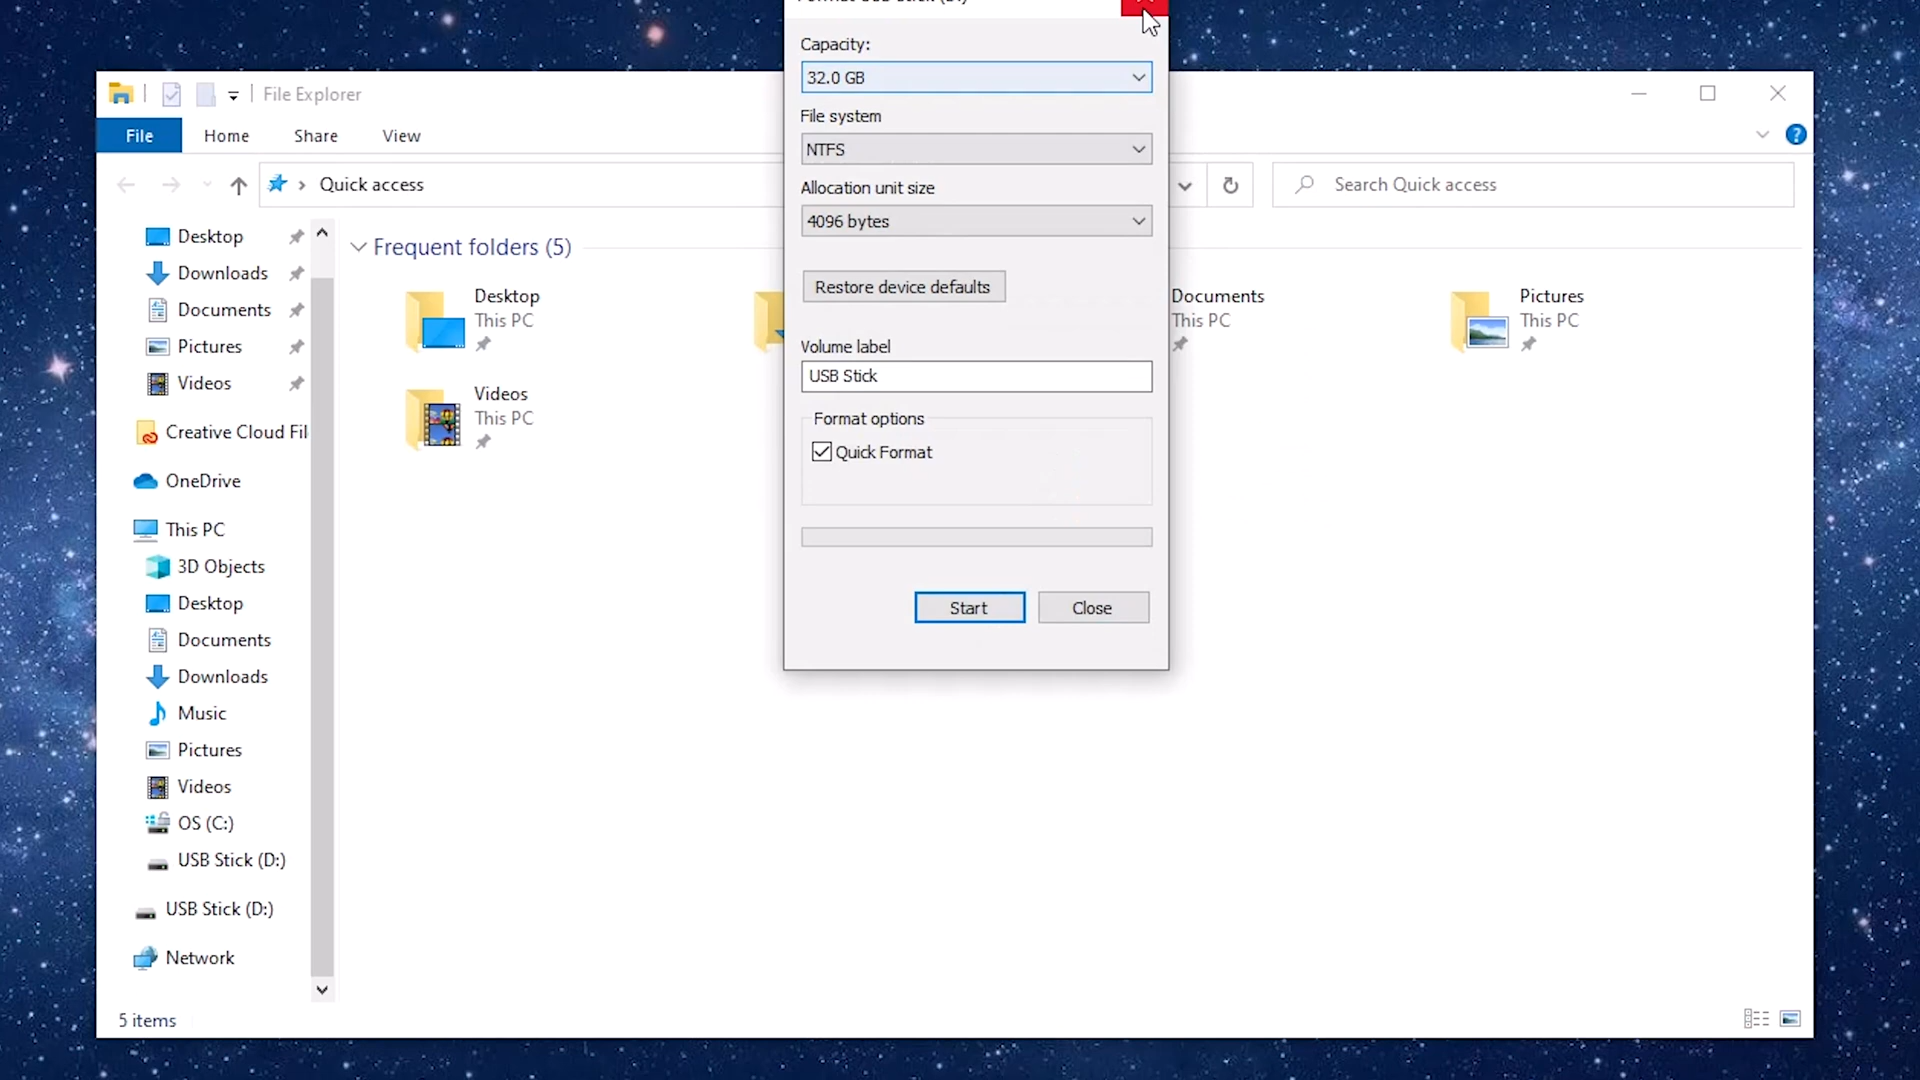 Capacity:
32.0 GB
File system
NTFS
Allocation unit size
4096 bytes
Restore device defaults
Volume label
USB Stick
Format options
Quick Format
Start
Close
File Explorer
File
Home
Share
View
?
Quick access
Search Quick access
Desktop
Downloads
Documents
Pictures
Videos
Creative Cloud Fil
OneDrive
This PC
3D Objects
Desktop
Documents
Downloads
Music
Pictures
Videos
OS (C:)
USB Stick (D:)
USB Stick (D:)
Network
Frequent folders (5)
Desktop
This PC
Documents
This PC
Pictures
This PC
Videos
This PC
5 items